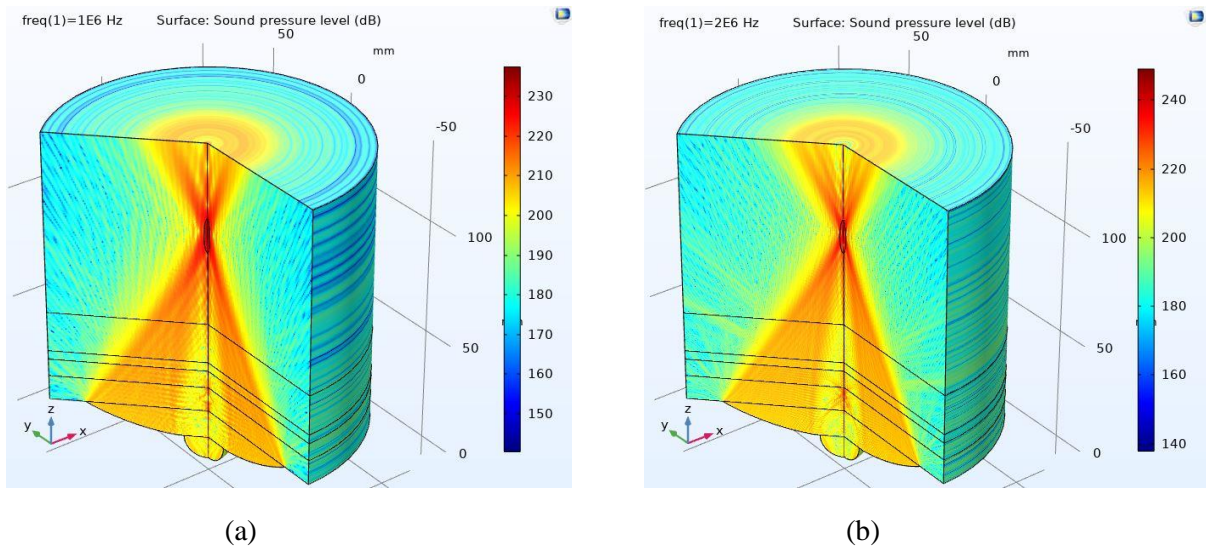 freq(1)=1E6 Hz Surface: Sound pressure level (dB)
50
mm
0
-50
230
220
210
200
190
180
170
160
150
100
50
0
z
y
x
(a)
freq(1)=2E6 Hz Surface: Sound pressure level (dB)
50
mm
0
-50
240
220
200
180
160
140
100
50
0
z
y
x
(b)